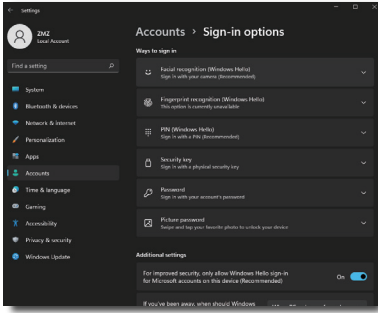 Settings
ZMZ
Local Account
Find a setting
System
Bluetooth & devices
Network & Internet
Personalization
Apps
Accounts
Time & language
Gaming
Accessibility
Privacy & security
Windows Update
Accounts > Sign-in options
Ways to sign in
Facial recognition (Windows Hello)
Sign in with your camera (Recommended)
Fingerprint recognition (Windows Hello)
This option is currently unavailable
PIN (Windows Hello)
Sign in with a PIN (Recommended)
Security key
Sign in with a physical security key
Password
Sign in with your account's password
Picture password
Swipe and tap your favorite photo to unlock your device
Additional settings
For improved security, only allow Windows Hello sign-in
for Microsoft accounts on this device (Recommended)
On
If you've been away, when should Windows